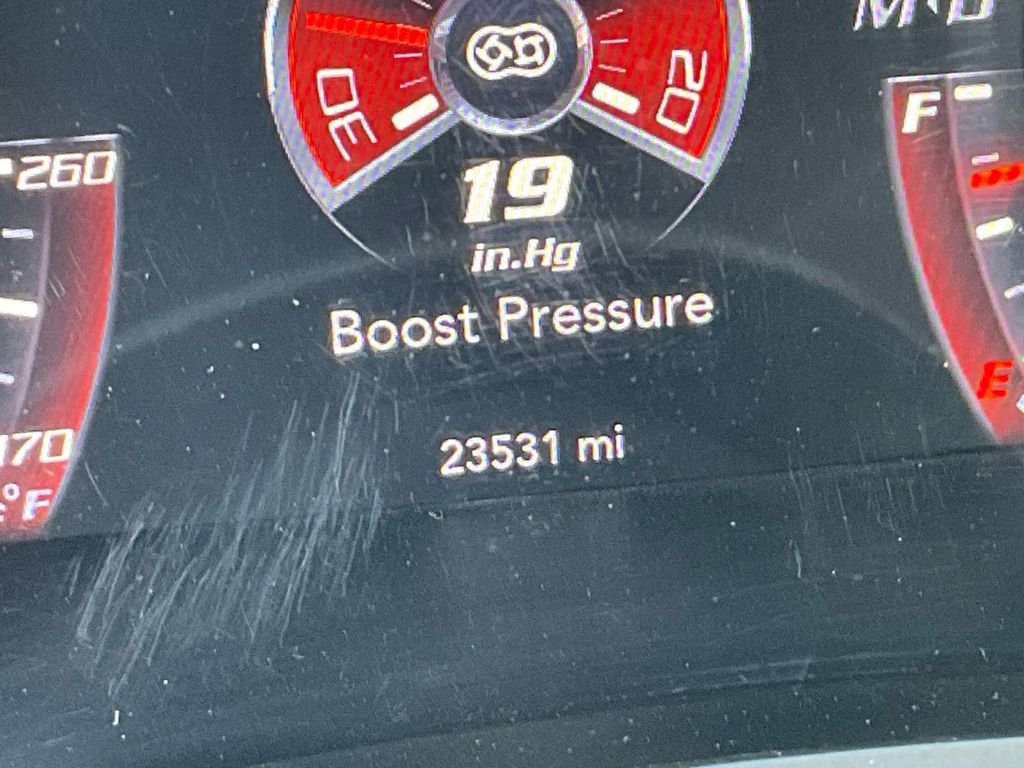 30
20
F
260
19
in.Hg
Boost Pressure
E
170
23531 mi
°F